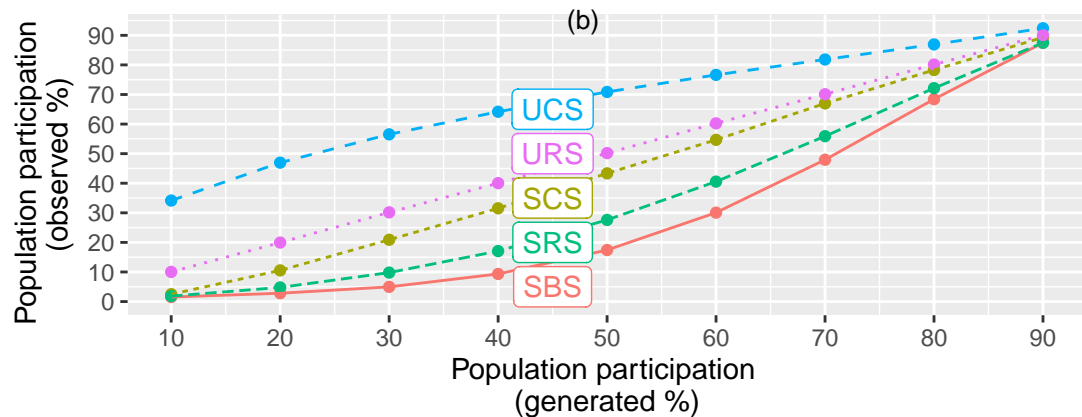 (b)
Population participation
(observed %)
90
80
70
60
50
40
30
20
10
0
UCS
URS
SCS
SRS
SBS
10 20 30 40 50 60 70 80 90
Population participation
(generated %)